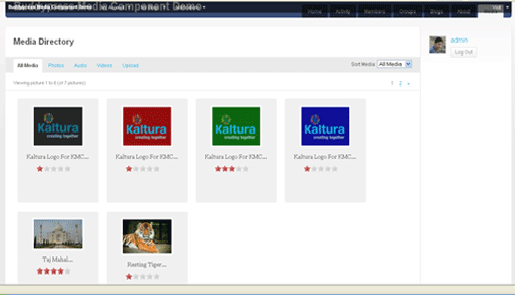 Media Component Demo
Home Activity Members Groups Blogs About
Visit
Media Directory
admin
Log Out
All Media Photos Audio Videos Upload
Sort Media: All Media
Viewing picture 1 to 6 (of 7 pictures)
1 2 »
Kaltura Kaltura Kaltura Kaltura
creating together creating together creating together creating together
Kaltura Logo For KMC... Kaltura Logo For KMC... Kaltura Logo For KMC... Kaltura Logo For KMC...
Taj Mahal... Resting Tiger...